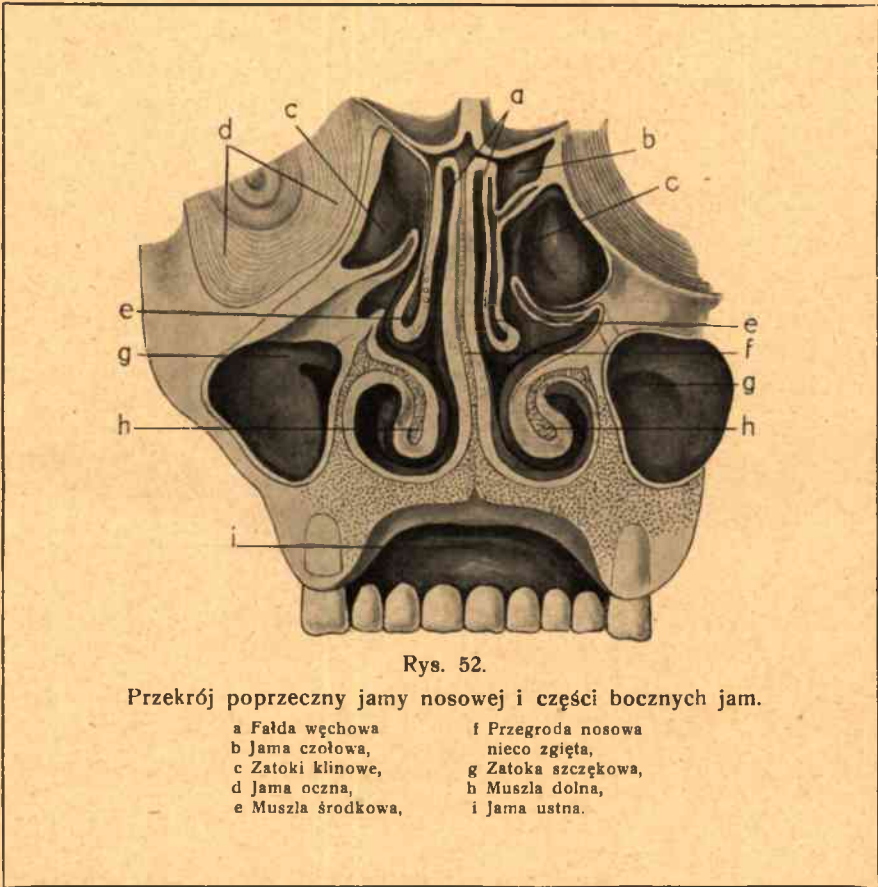 a
c
d
b
c
e
e
g
f
g
h
h
i
Rys. 52.
Przekrój poprzeczny jamy nosowej i części bocznych jam.
a Fałda węchowa
b Jama czołowa,
c Zatoki klinowe,
d Jama oczna,
e Muszla środkowa,
f Przegroda nosowa
nieco zgięta,
g Zatoka szczękowa,
h Muszla dolna,
i Jama ustna.